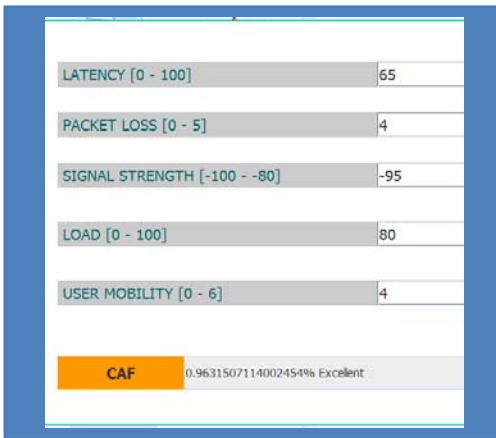 LATENCY [0 - 100] 65
PACKET LOSS [0 - 5] 4
SIGNAL STRENGTH [-100 - -80] -95
LOAD [0 - 100] 80
USER MOBILITY [0 - 6] 4
CAF 0.9631507114002454% Excellent